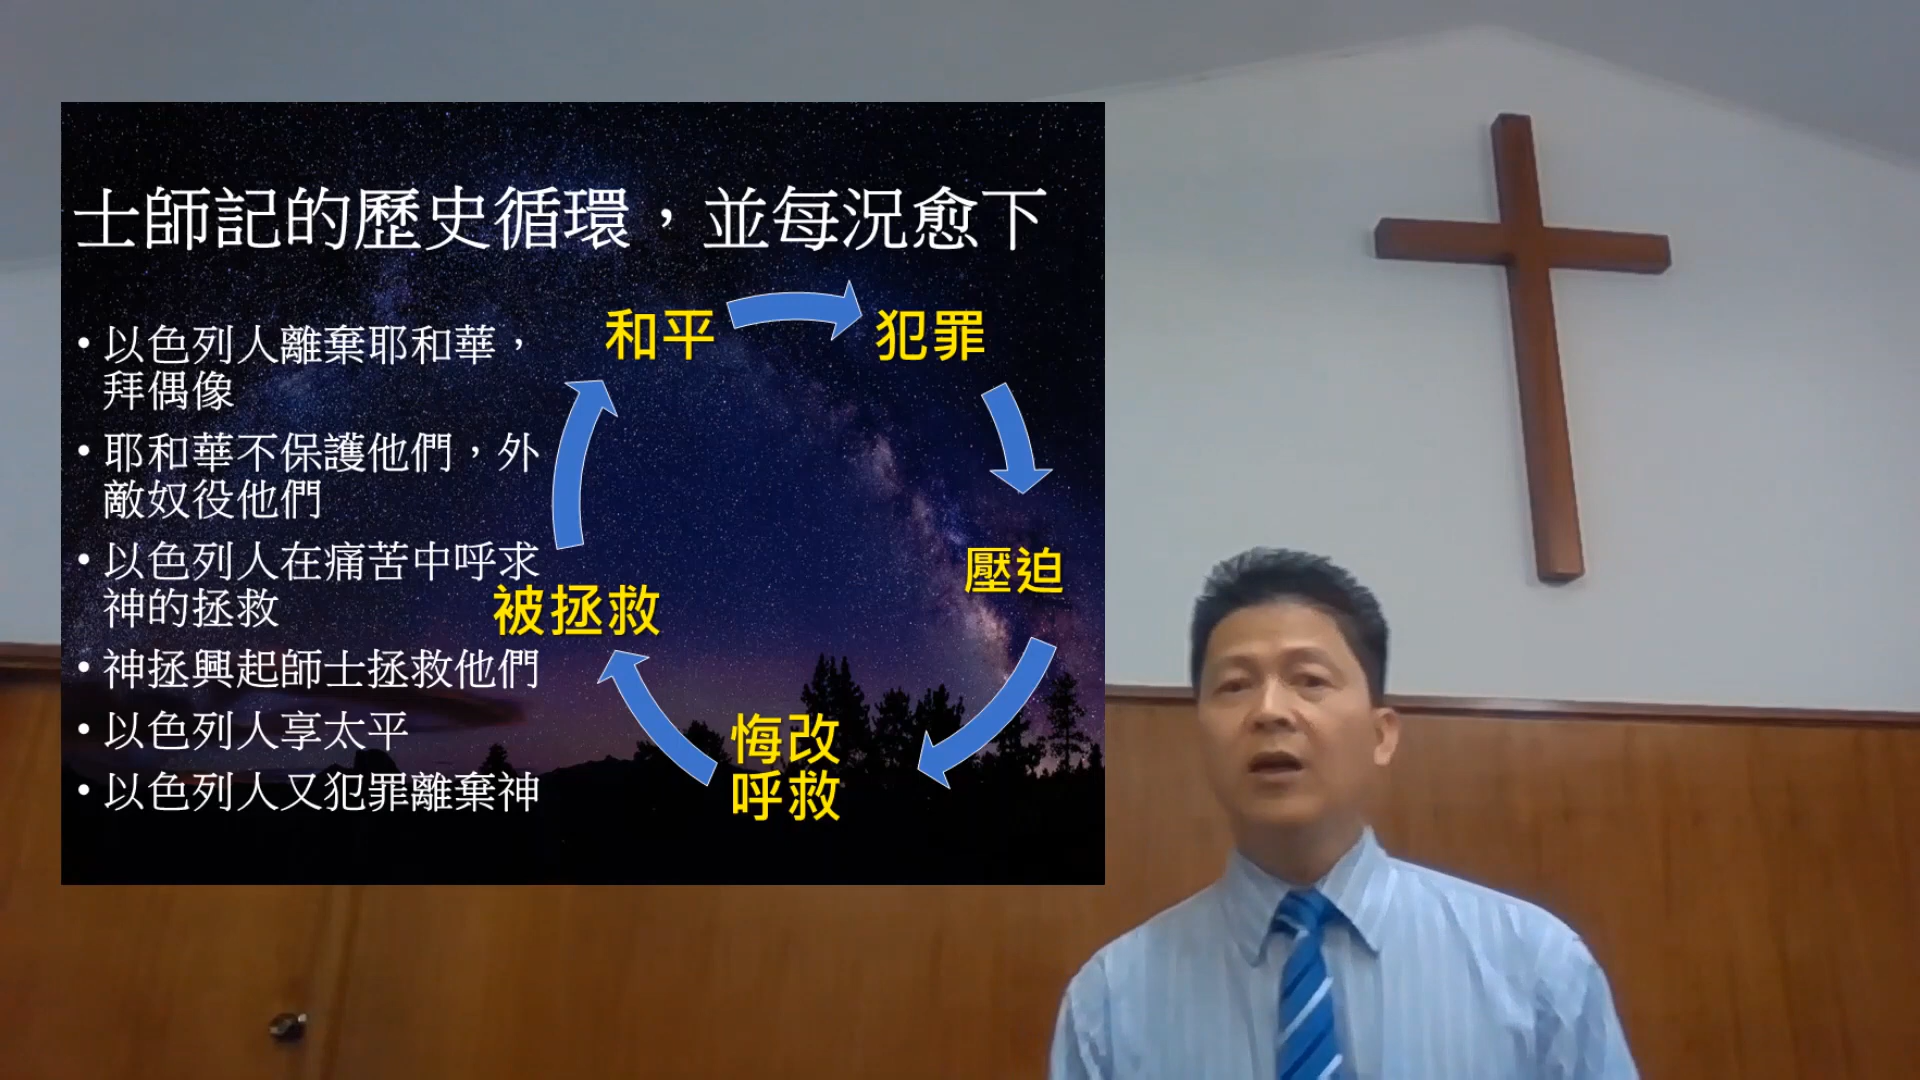 士師記的歷史循環，並每況愈下
• 以色列人離棄耶和華，
拜偶像
• 耶和華不保護他們，外
敵奴役他們
• 以色列人在痛苦中呼求
神的拯救
• 神拯興起師士拯救他們
• 以色列人享太平
• 以色列人又犯罪離棄神
和平
犯罪
壓迫
悔改
呼救
被拯救